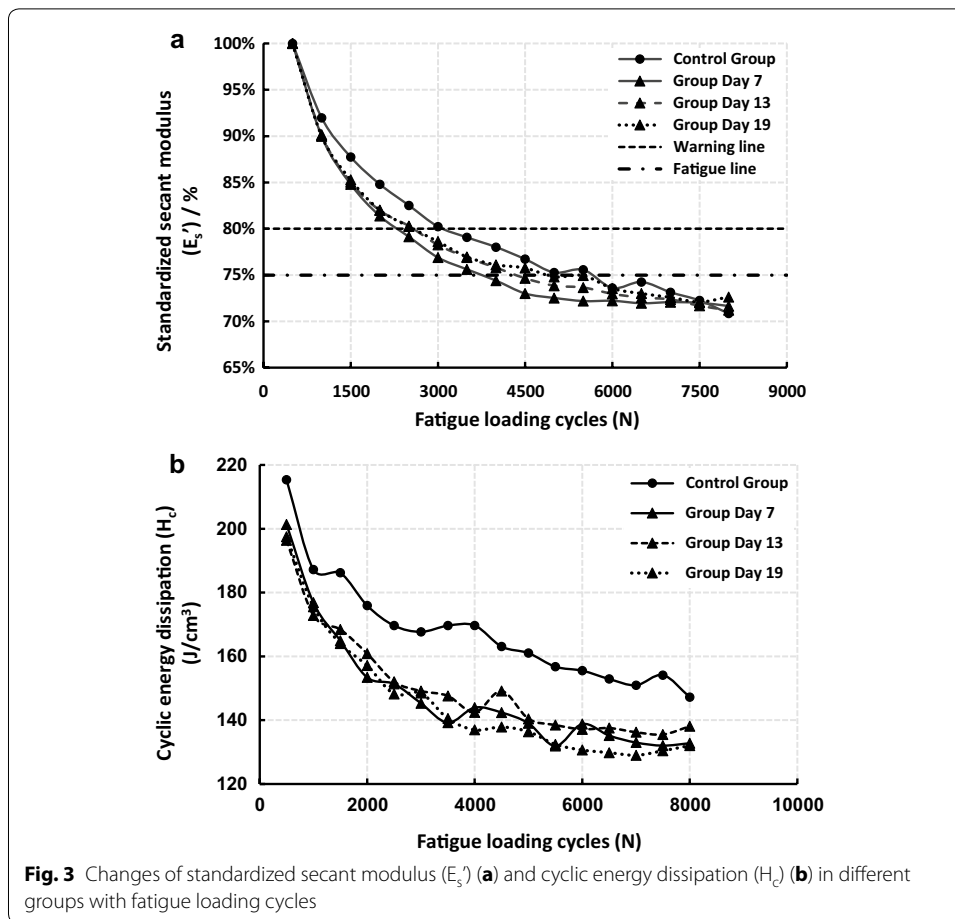 a
100%
95%
90%
85%
80%
75%
70%
65%
Standardized secant modulus
(Es’) / %
Control Group
Group Day 7
Group Day 13
Group Day 19
Warning line
Fatigue line
0 1500 3000 4500 6000 7500 9000
Fatigue loading cycles (N)
b
220
200
180
160
140
120
Cyclic energy dissipation (Hc)
(J/cm³)
Control Group
Group Day 7
Group Day 13
Group Day 19
0 2000 4000 6000 8000 10000
Fatigue loading cycles (N)
Fig. 3 Changes of standardized secant modulus (Es’) (a) and cyclic energy dissipation (Hc) (b) in different
groups with fatigue loading cycles